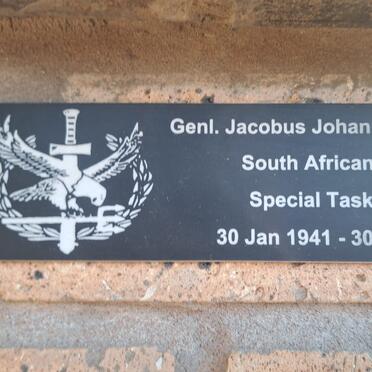 Genl. Jacobus Johan
South African
Special Task
30 Jan 1941 - 30